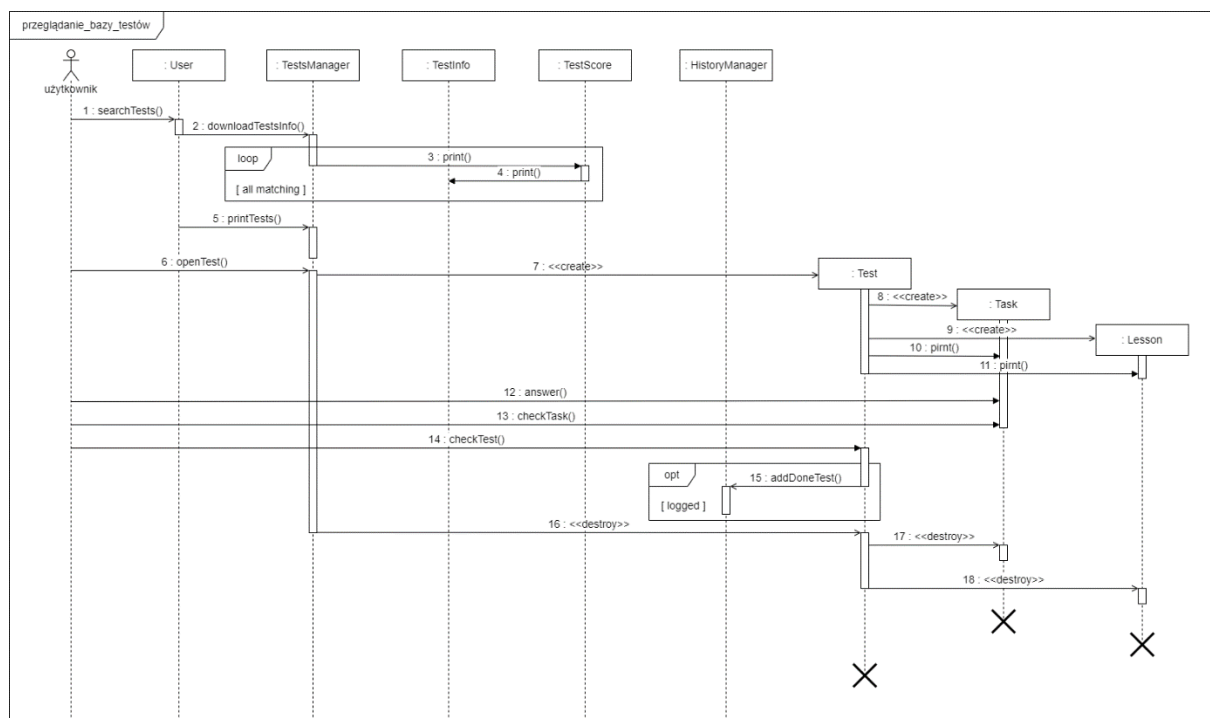 przeglądanie_bazy_testów
: User
: TestsManager
: TestInfo
: TestScore
: HistoryManager
użytkownik
1 : searchTests()
2 : downloadTestsInfo()
loop
3 : print()
4 : print()
[ all matching ]
5 : printTests()
6 : openTest()
7 : <<create>>
: Test
8 : <<create>>
: Task
9 : <<create>>
: Lesson
10 : pirnt()
11 : pirnt()
12 : answer()
13 : checkTask()
14 : checkTest()
opt
15 : addDoneTest()
[ logged ]
16 : <<destroy>>
17 : <<destroy>>
18 : <<destroy>>